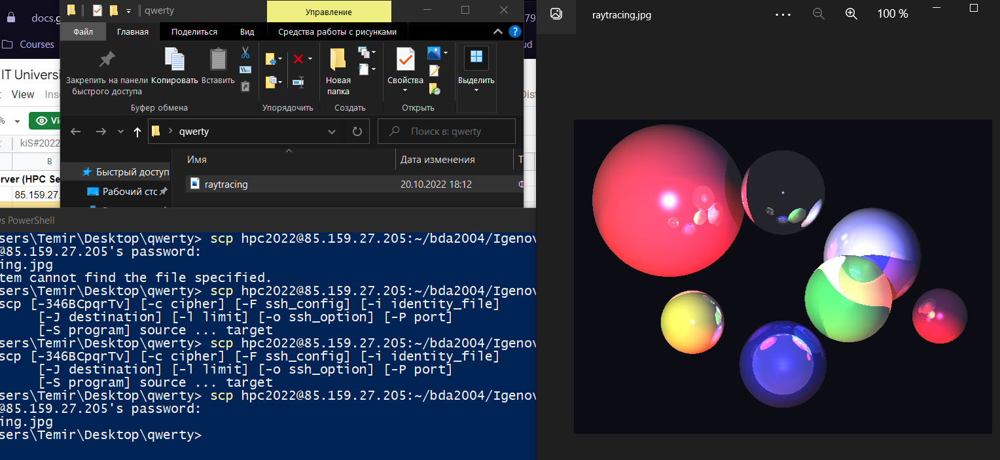 docs.g
Courses
IT Universi
View
Ins
%
Vi
kiS#2022
B
rver (HPC Se
85.159.27.
79
ud
Dist
qwerty
Управление
Файл
Главная
Поделиться
Вид
Средства работы с рисунками
?
Закрепить на панели
быстрого доступа
Копировать
Вставить
Новая
папка
Свойства
Выделить
Буфер обмена
Упорядочить
Создать
Открыть
qwerty
Поиск в: qwerty
Имя
Дата изменения
Т
Быстрый доступ
Рабочий стс
raytracing
20.10.2022 18:12
Ф
ws PowerShell
sers\Temir\Desktop\qwerty> scp hpc2022@85.159.27.205:~/bda2004/Igenov
@85.159.27.205's password:
ing.jpg
tem cannot find the file specified.
sers\Temir\Desktop\qwerty> scp hpc2022@85.159.27.205:~/bda2004/Igenov
scp [-346BCpqrTv] [-c cipher] [-F ssh_config] [-i identity_file]
[-J destination] [-l limit] [-o ssh_option] [-P port]
[-S program] source ... target
sers\Temir\Desktop\qwerty> scp hpc2022@85.159.27.205:~/bda2004/Igenov
scp [-346BCpqrTv] [-c cipher] [-F ssh_config] [-i identity_file]
[-J destination] [-l limit] [-o ssh_option] [-P port]
[-S program] source ... target
sers\Temir\Desktop\qwerty> scp hpc2022@85.159.27.205:~/bda2004/Igenov
@85.159.27.205's password:
ing.jpg
sers\Temir\Desktop\qwerty>
raytracing.jpg
100 %